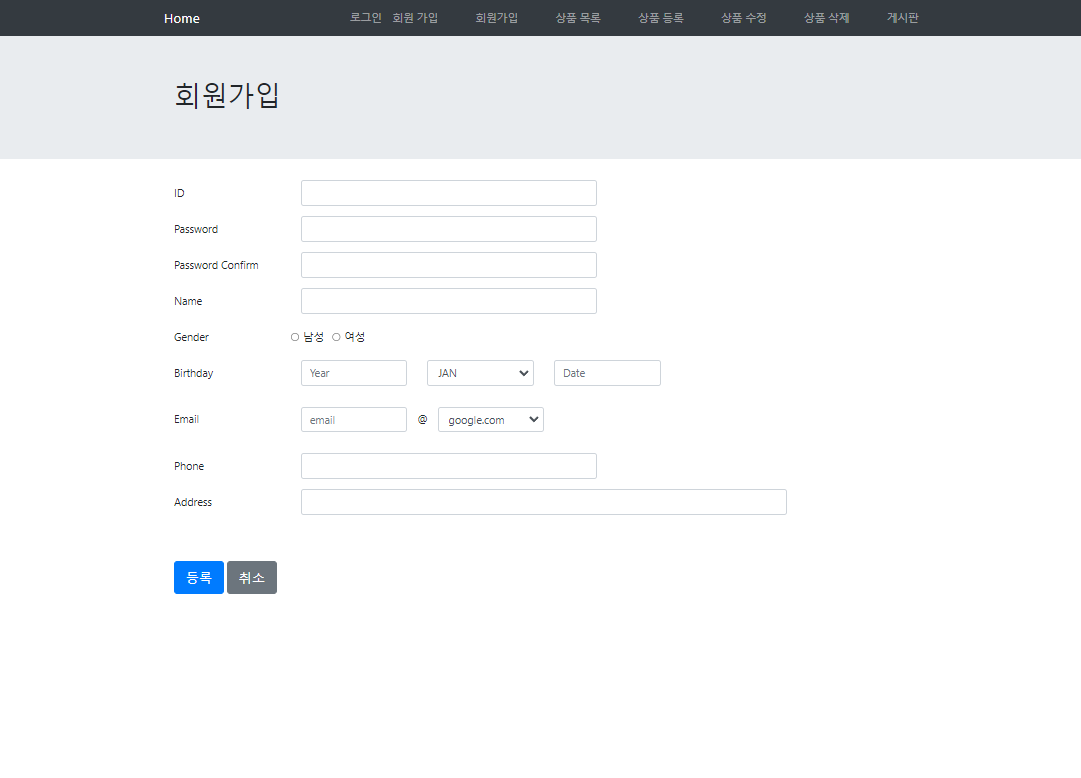 Home 로그인 회원 가입 회원가입 상품 목록 상품 등록 상품 수정 상품 삭제 게시판
회원가입
ID
Password
Password Confirm
Name
Gender 남성 여성
Birthday Year JAN Date
Email email @ google.com
Phone
Address
등록 취소